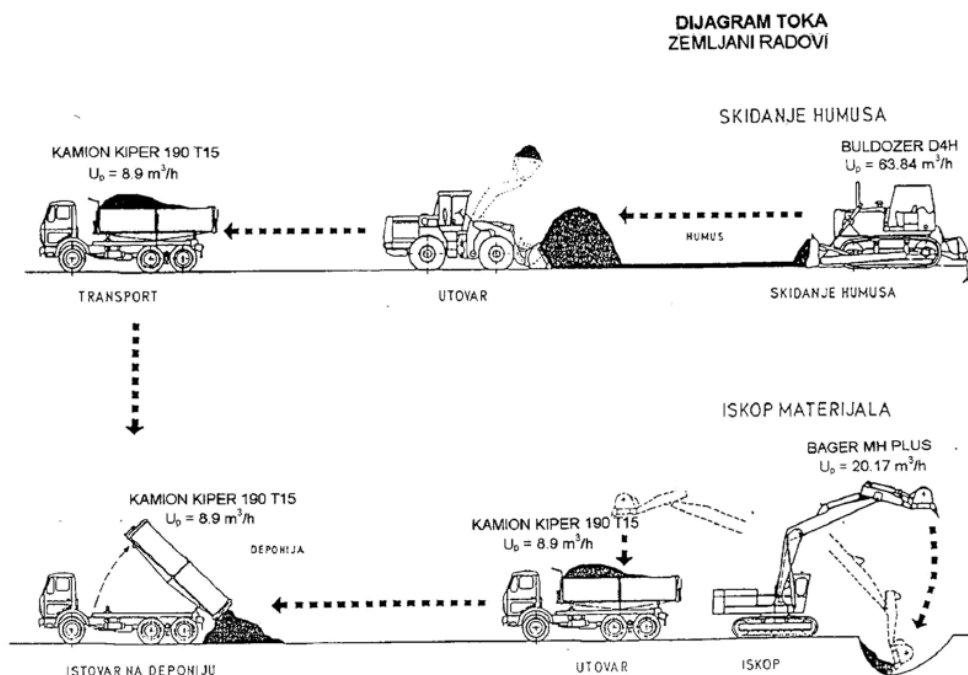 DIJAGRAM TOKA
ZEMLJANI RADOVI
SKIDANJE HUMUSA
KAMION KIPER 190 T15
Uₚ = 8.9 m³/h
BULDOZER D4H
Uₚ = 63.84 m³/h
HUMUS
TRANSPORT
UTOVAR
SKIDANJE HUMUSA
ISKOP MATERIJALA
BAGER MH PLUS
Uₚ = 20.17 m³/h
KAMION KIPER 190 T15
Uₚ = 8.9 m³/h
DEPONIJA
KAMION KIPER 190 T15
Uₚ = 8.9 m³/h
ISTOVAR NA DEPONIJU
UTOVAR
ISKOP